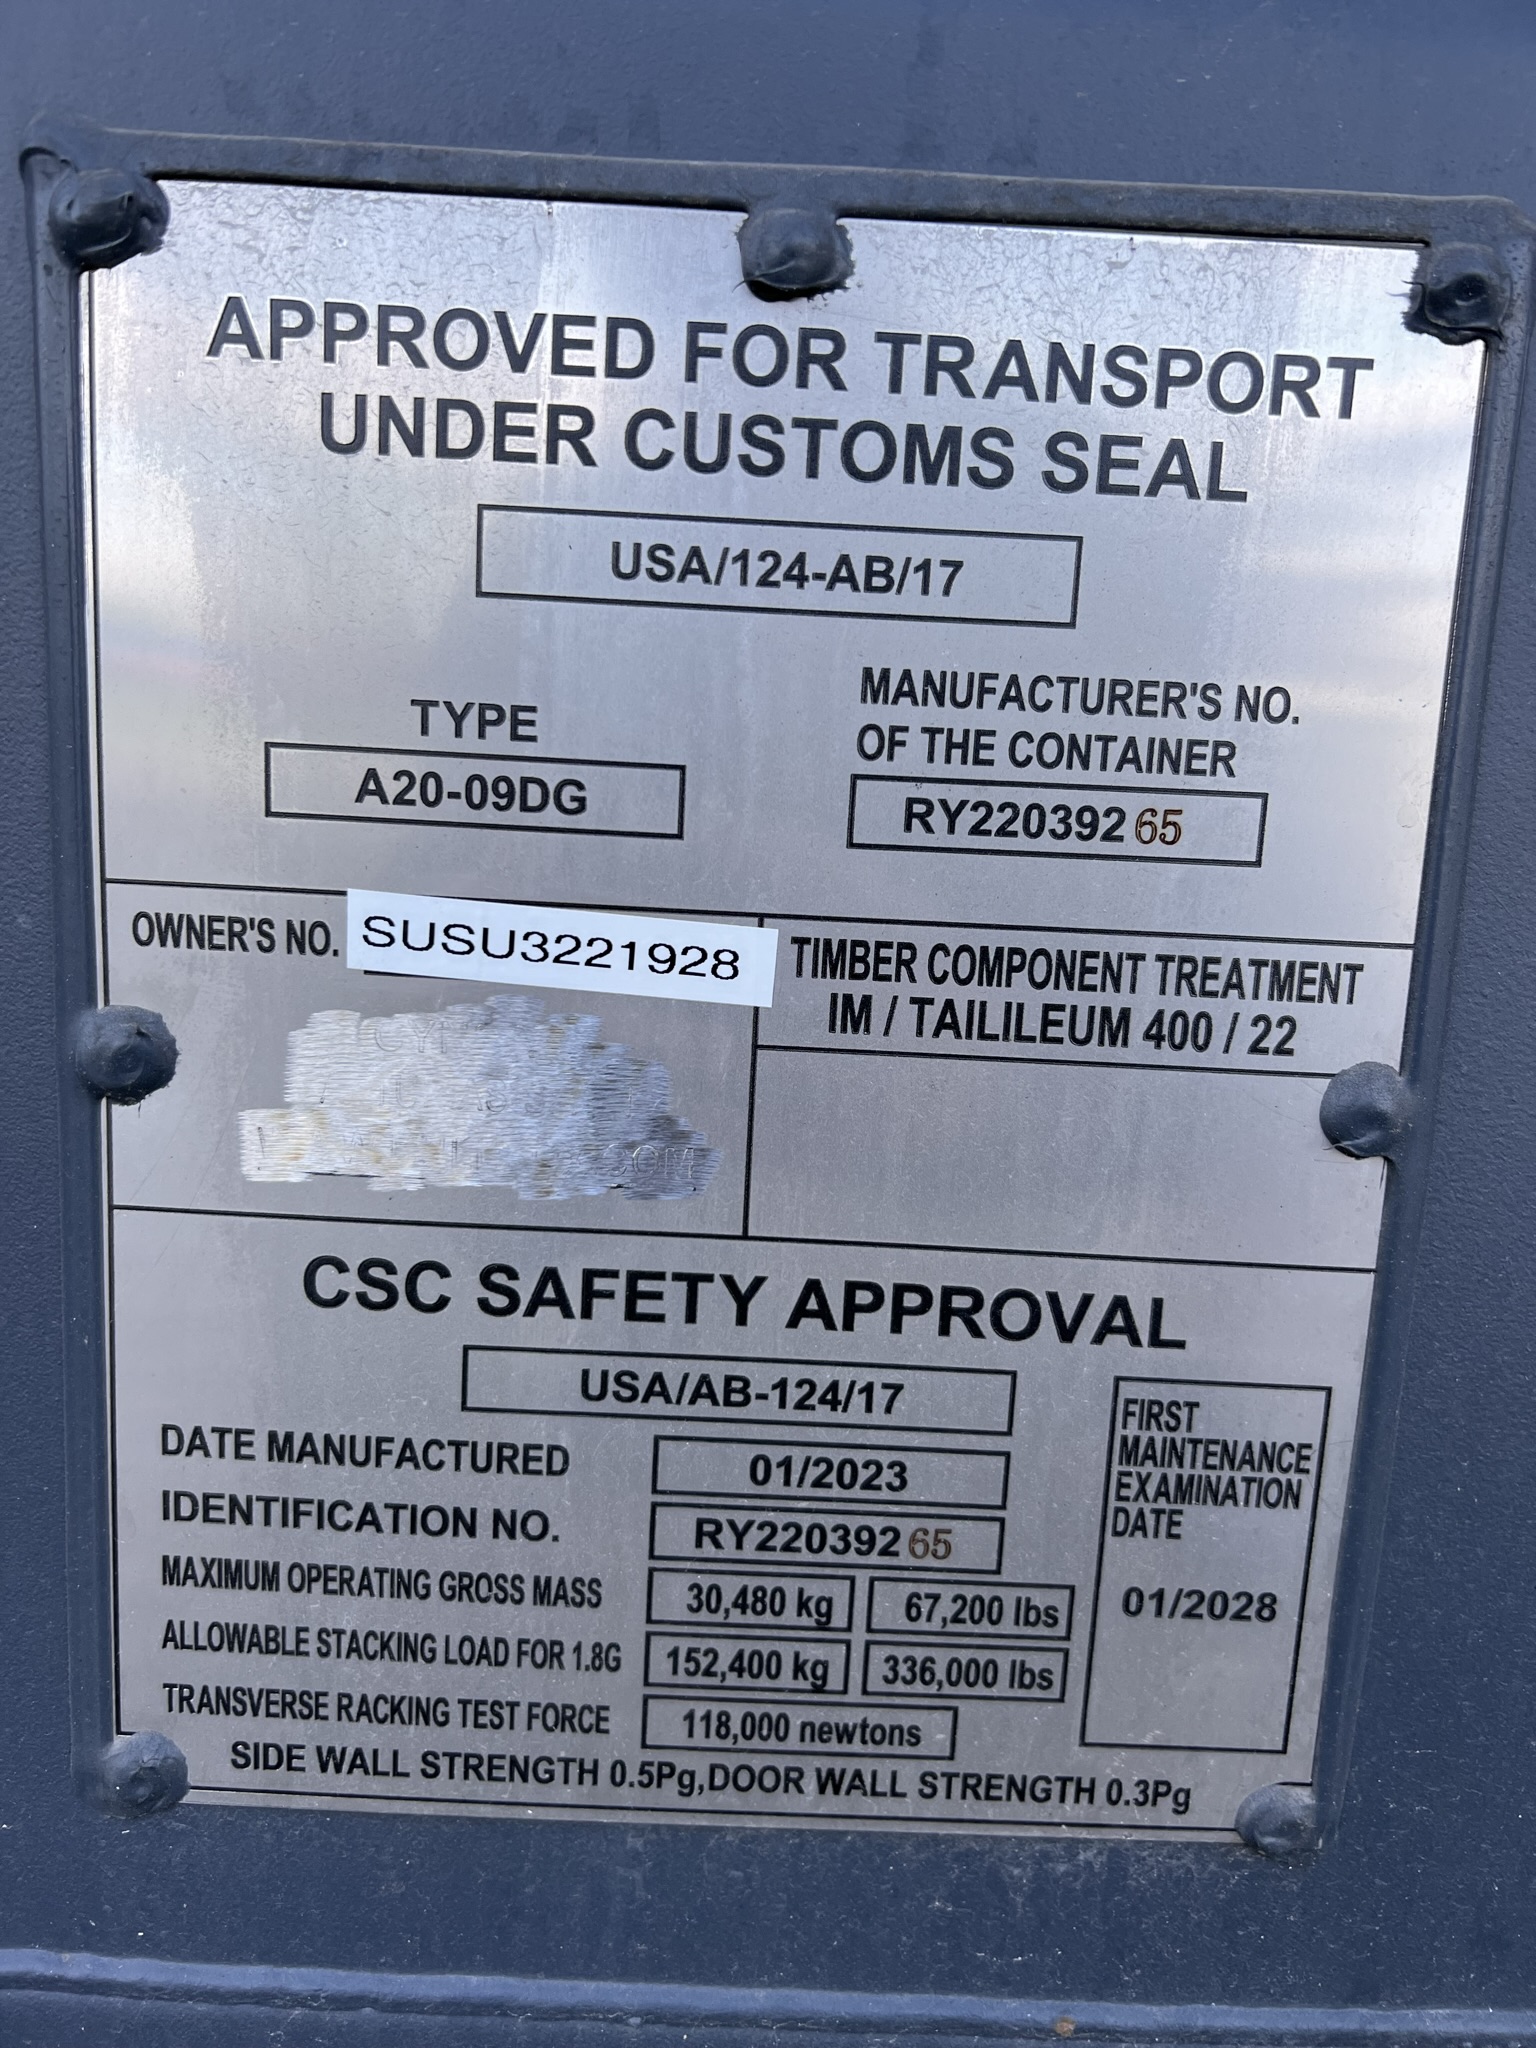 APPROVED FOR TRANSPORT
UNDER CUSTOMS SEAL
USA/124-AB/17
TYPE
A20-09DG
MANUFACTURER'S NO.
OF THE CONTAINER
RY22039265
OWNER'S NO. SUSU3221928
TIMBER COMPONENT TREATMENT
IM / TAILILEUM 400 / 22
COM
CSC SAFETY APPROVAL
USA/AB-124/17
DATE MANUFACTURED 01/2023
IDENTIFICATION NO. RY22039265
MAXIMUM OPERATING GROSS MASS 30,480 kg 67,200 lbs
ALLOWABLE STACKING LOAD FOR 1.8G 152,400 kg 336,000 lbs
TRANSVERSE RACKING TEST FORCE 118,000 newtons
FIRST
MAINTENANCE
EXAMINATION
DATE
01/2028
SIDE WALL STRENGTH 0.5Pg,DOOR WALL STRENGTH 0.3Pg